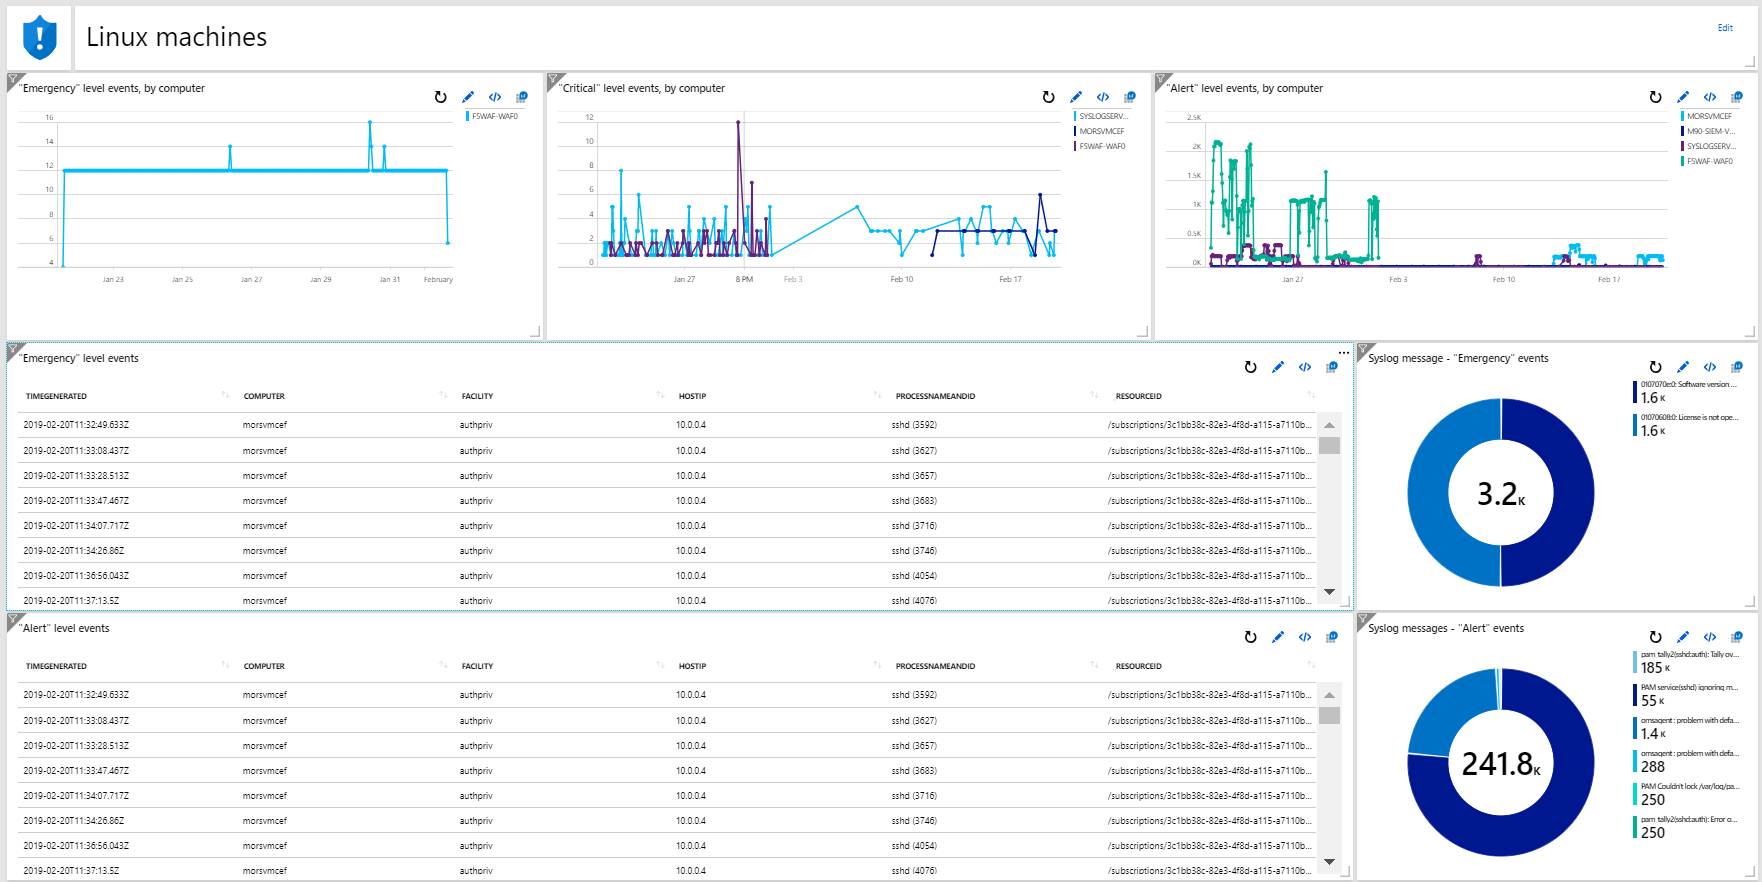 Linux machines
Edit
"Emergency" level events, by computer
F5WAF-WAF0
16
14
12
10
8
6
4
Jan 23
Jan 25
Jan 27
Jan 29
Jan 31
February
"Critical" level events, by computer
SYSLOGSERV...
MORSVMCEF
F5WAF-WAF0
12
10
8
6
4
2
0
Jan 27
8 PM
Feb 3
Feb 10
Feb 17
"Alert" level events, by computer
MORSVMCEF
M90-SIEM-V...
SYSLOGSERV...
F5WAF-WAF0
2.5K
2K
1.5K
1K
0.5K
0K
Jan 27
Feb 3
Feb 10
Feb 17
"Emergency" level events
TIMEGENERATED COMPUTER FACILITY HOSTIP PROCESSNAMEANDID RESOURCEID
2019-02-20T11:32:49.633Z morsvmcef authpriv 10.0.0.4 sshd (3592) /subscriptions/3c1bb38c-82e3-4f8d-a115-a7110b...
2019-02-20T11:33:08.437Z morsvmcef authpriv 10.0.0.4 sshd (3627) /subscriptions/3c1bb38c-82e3-4f8d-a115-a7110b...
2019-02-20T11:33:28.513Z morsvmcef authpriv 10.0.0.4 sshd (3657) /subscriptions/3c1bb38c-82e3-4f8d-a115-a7110b...
2019-02-20T11:33:47.467Z morsvmcef authpriv 10.0.0.4 sshd (3683) /subscriptions/3c1bb38c-82e3-4f8d-a115-a7110b...
2019-02-20T11:34:07.717Z morsvmcef authpriv 10.0.0.4 sshd (3716) /subscriptions/3c1bb38c-82e3-4f8d-a115-a7110b...
2019-02-20T11:34:26.86Z morsvmcef authpriv 10.0.0.4 sshd (3746) /subscriptions/3c1bb38c-82e3-4f8d-a115-a7110b...
2019-02-20T11:36:56.043Z morsvmcef authpriv 10.0.0.4 sshd (4054) /subscriptions/3c1bb38c-82e3-4f8d-a115-a7110b...
2019-02-20T11:37:13.5Z morsvmcef authpriv 10.0.0.4 sshd (4076) /subscriptions/3c1bb38c-82e3-4f8d-a115-a7110b...
Syslog message - "Emergency" events
0107070e:0: Software version ...
1.6 K
01070608:0: License is not ope...
1.6 K
3.2K
"Alert" level events
TIMEGENERATED COMPUTER FACILITY HOSTIP PROCESSNAMEANDID RESOURCEID
2019-02-20T11:32:49.633Z morsvmcef authpriv 10.0.0.4 sshd (3592) /subscriptions/3c1bb38c-82e3-4f8d-a115-a7110b...
2019-02-20T11:33:08.437Z morsvmcef authpriv 10.0.0.4 sshd (3627) /subscriptions/3c1bb38c-82e3-4f8d-a115-a7110b...
2019-02-20T11:33:28.513Z morsvmcef authpriv 10.0.0.4 sshd (3657) /subscriptions/3c1bb38c-82e3-4f8d-a115-a7110b...
2019-02-20T11:33:47.467Z morsvmcef authpriv 10.0.0.4 sshd (3683) /subscriptions/3c1bb38c-82e3-4f8d-a115-a7110b...
2019-02-20T11:34:07.717Z morsvmcef authpriv 10.0.0.4 sshd (3716) /subscriptions/3c1bb38c-82e3-4f8d-a115-a7110b...
2019-02-20T11:34:26.86Z morsvmcef authpriv 10.0.0.4 sshd (3746) /subscriptions/3c1bb38c-82e3-4f8d-a115-a7110b...
2019-02-20T11:36:56.043Z morsvmcef authpriv 10.0.0.4 sshd (4054) /subscriptions/3c1bb38c-82e3-4f8d-a115-a7110b...
2019-02-20T11:37:13.5Z morsvmcef authpriv 10.0.0.4 sshd (4076) /subscriptions/3c1bb38c-82e3-4f8d-a115-a7110b...
Syslog messages - "Alert" events
pam_tally2(sshd:auth): Tally ov...
185 K
PAM service(sshd) ignoring m...
55 K
omsagent : problem with defa...
1.4 K
omsagent : problem with defa...
288
PAM Couldn't lock /var/log/pa...
250
pam_tally2(sshd:auth): Error o...
250
241.8K